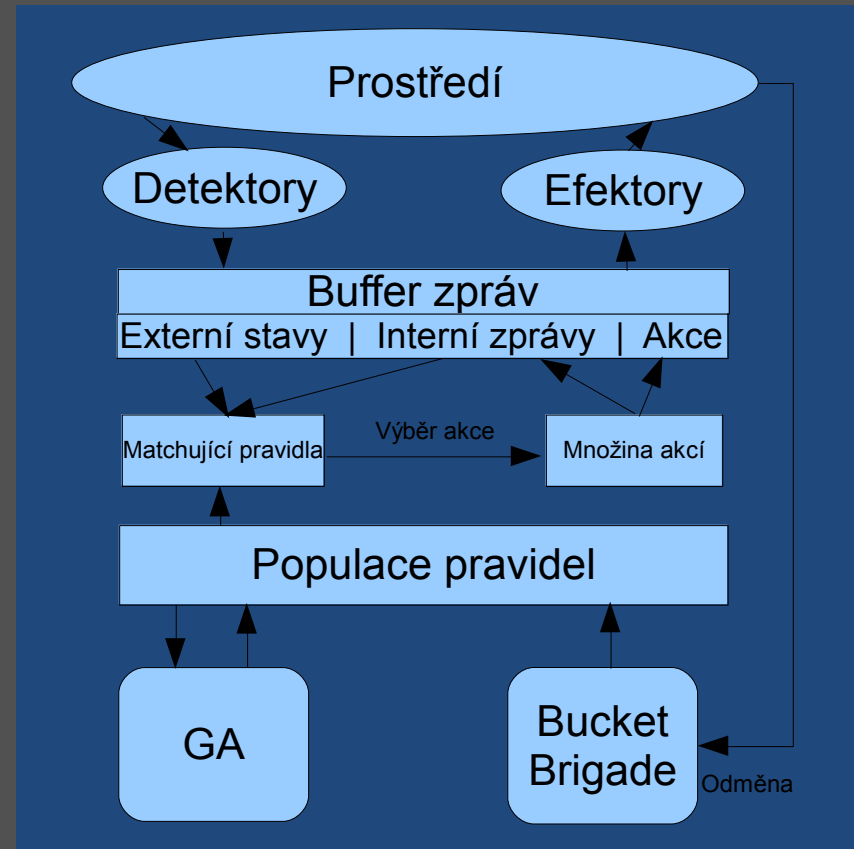 Prostředí
Detektory
Efektory
Buffer zpráv
Externí stavy | Interní zprávy | Akce
Matchující pravidla
Výběr akce
Množina akcí
Populace pravidel
GA
Bucket
Brigade
Odměna